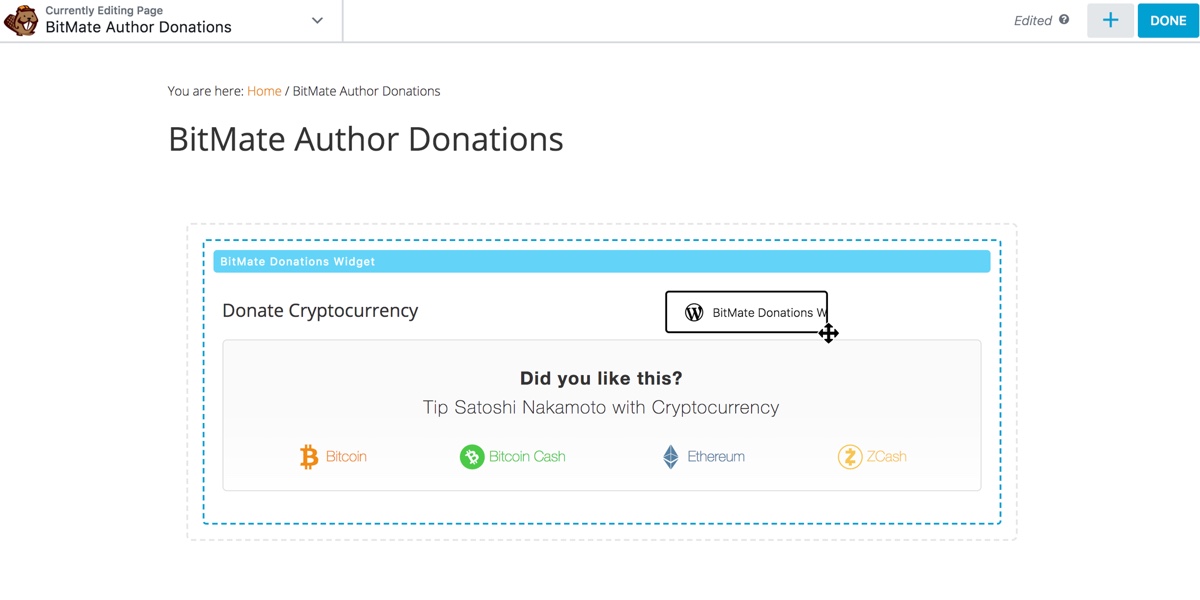 Currently Editing Page
BitMate Author Donations
Edited
+
DONE
You are here: Home / BitMate Author Donations
BitMate Author Donations
BitMate Donations Widget
Donate Cryptocurrency
BitMate Donations W
Did you like this?
Tip Satoshi Nakamoto with Cryptocurrency
Bitcoin Bitcoin Cash Ethereum ZCash